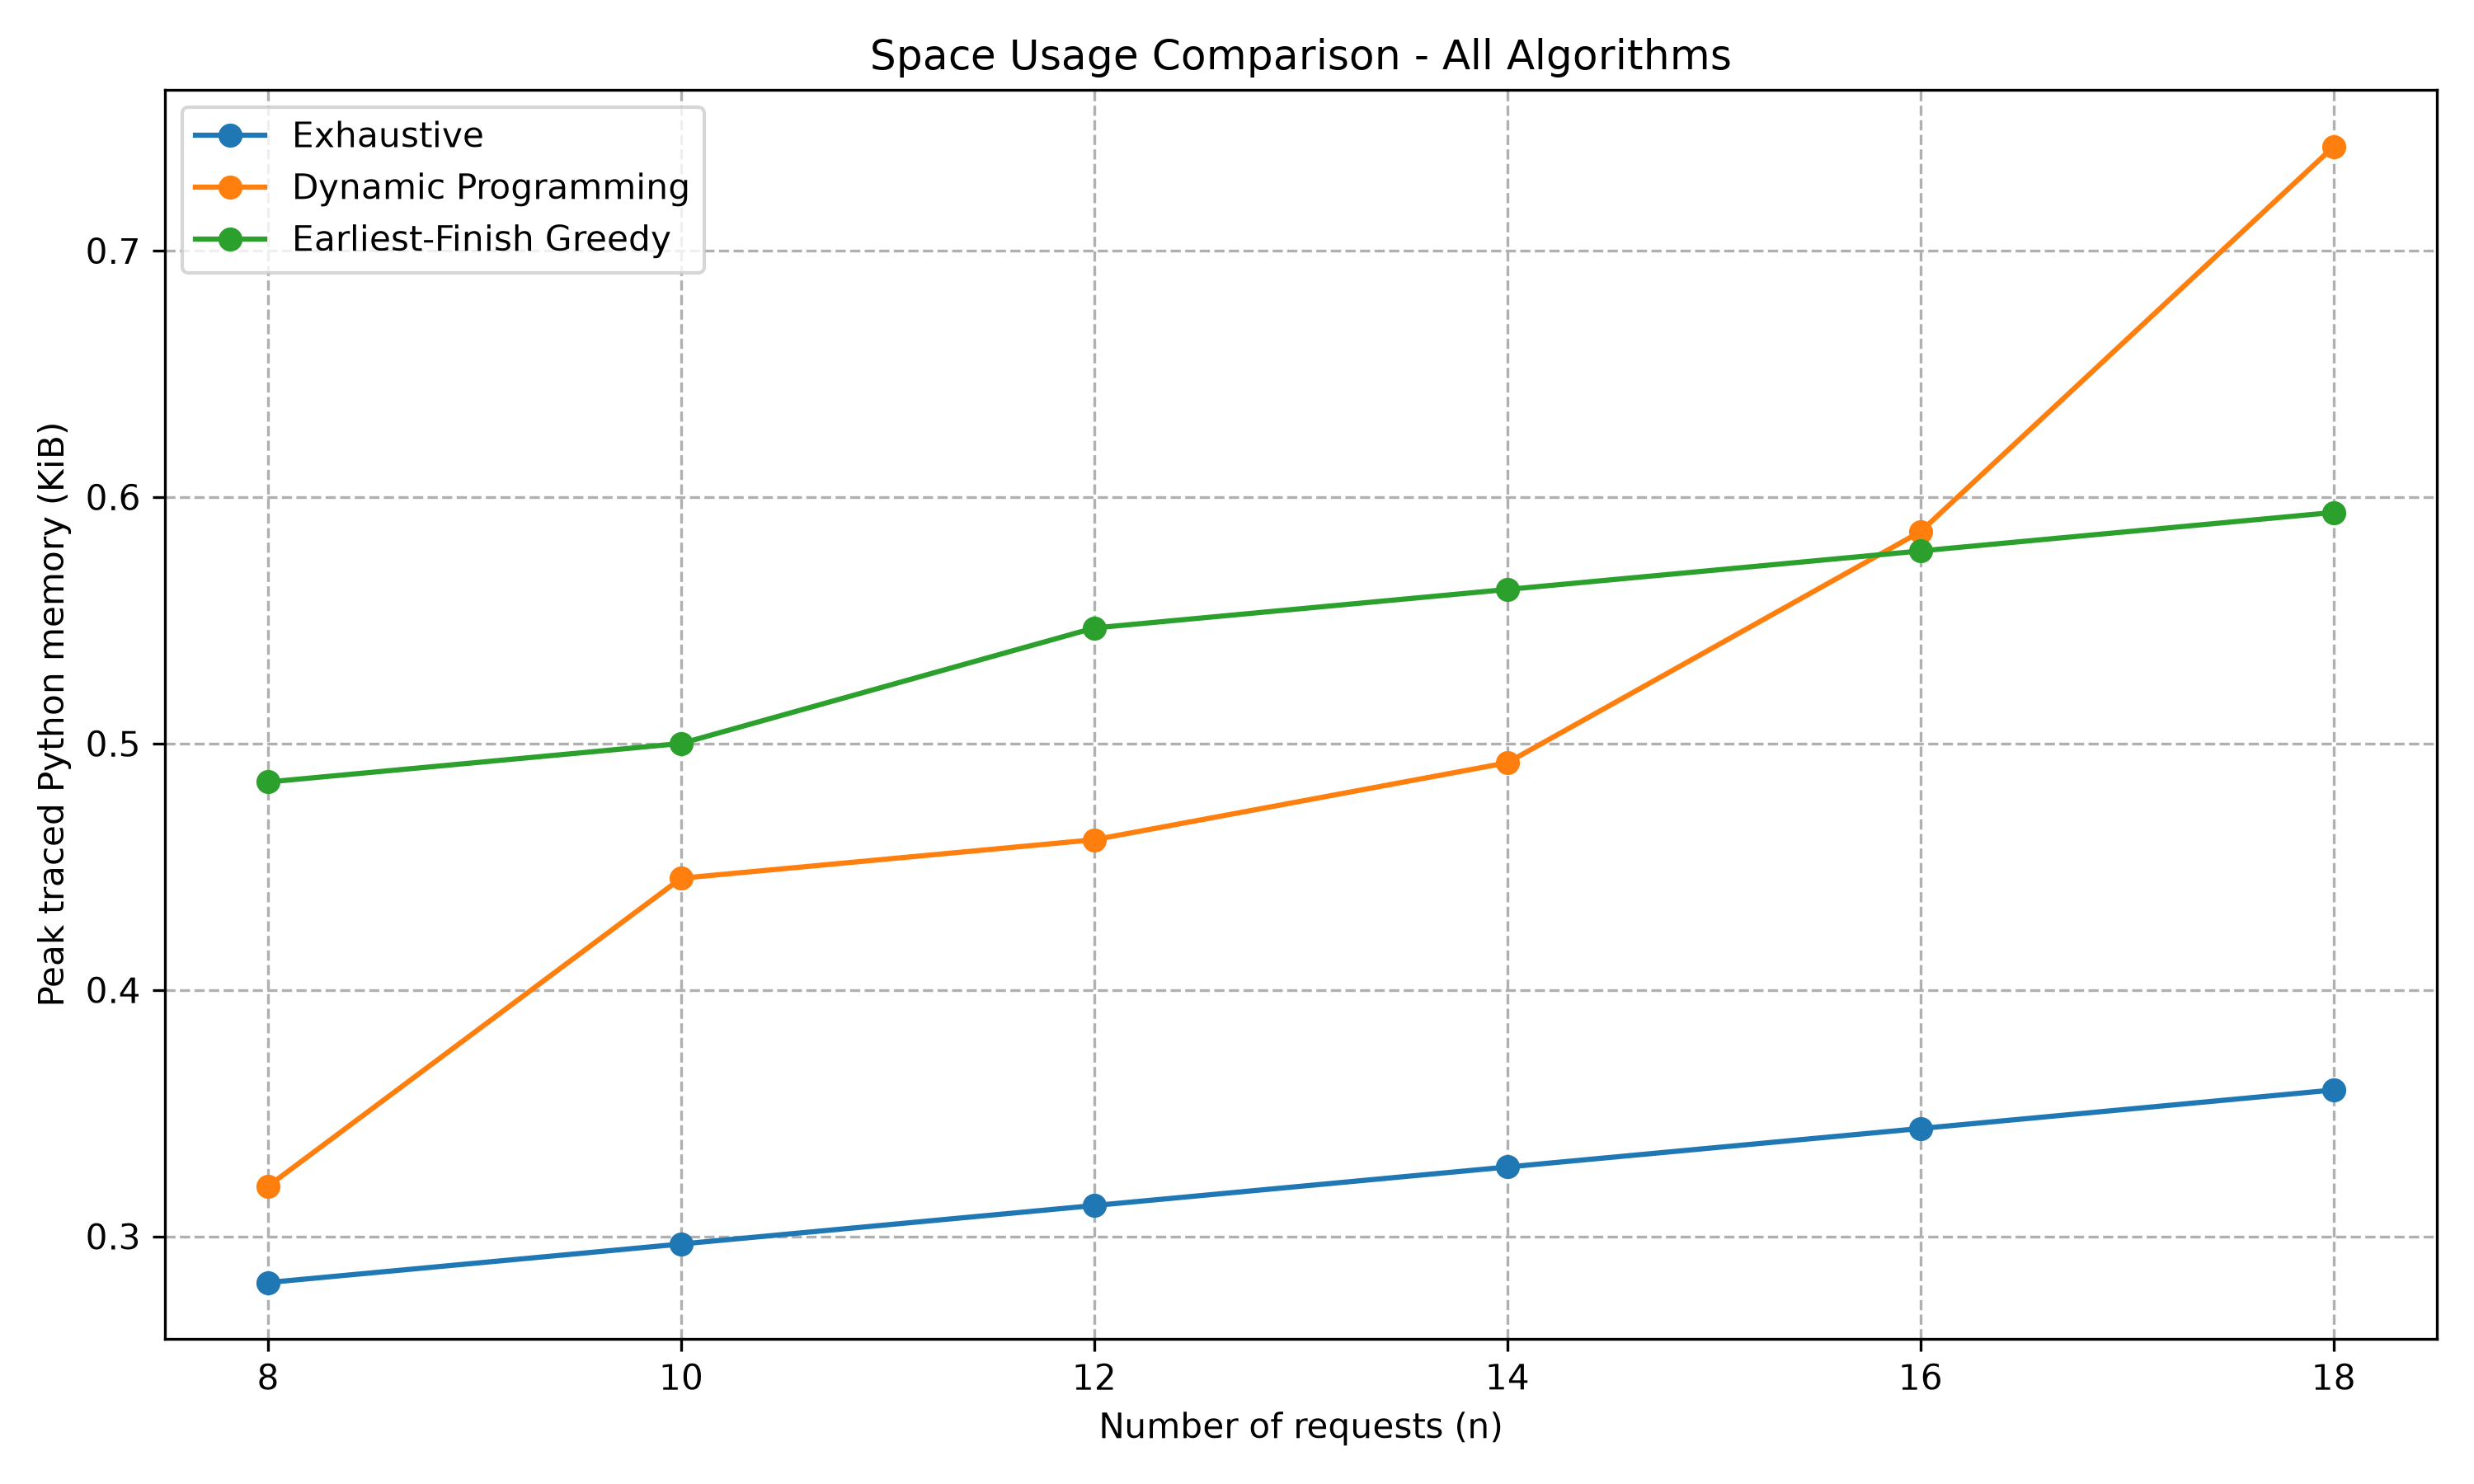 Space Usage Comparison - All Algorithms
Exhaustive
Dynamic Programming
Earliest-Finish Greedy
Peak traced Python memory (KiB)
0.7
0.6
0.5
0.4
0.3
8 10 12 14 16 18
Number of requests (n)